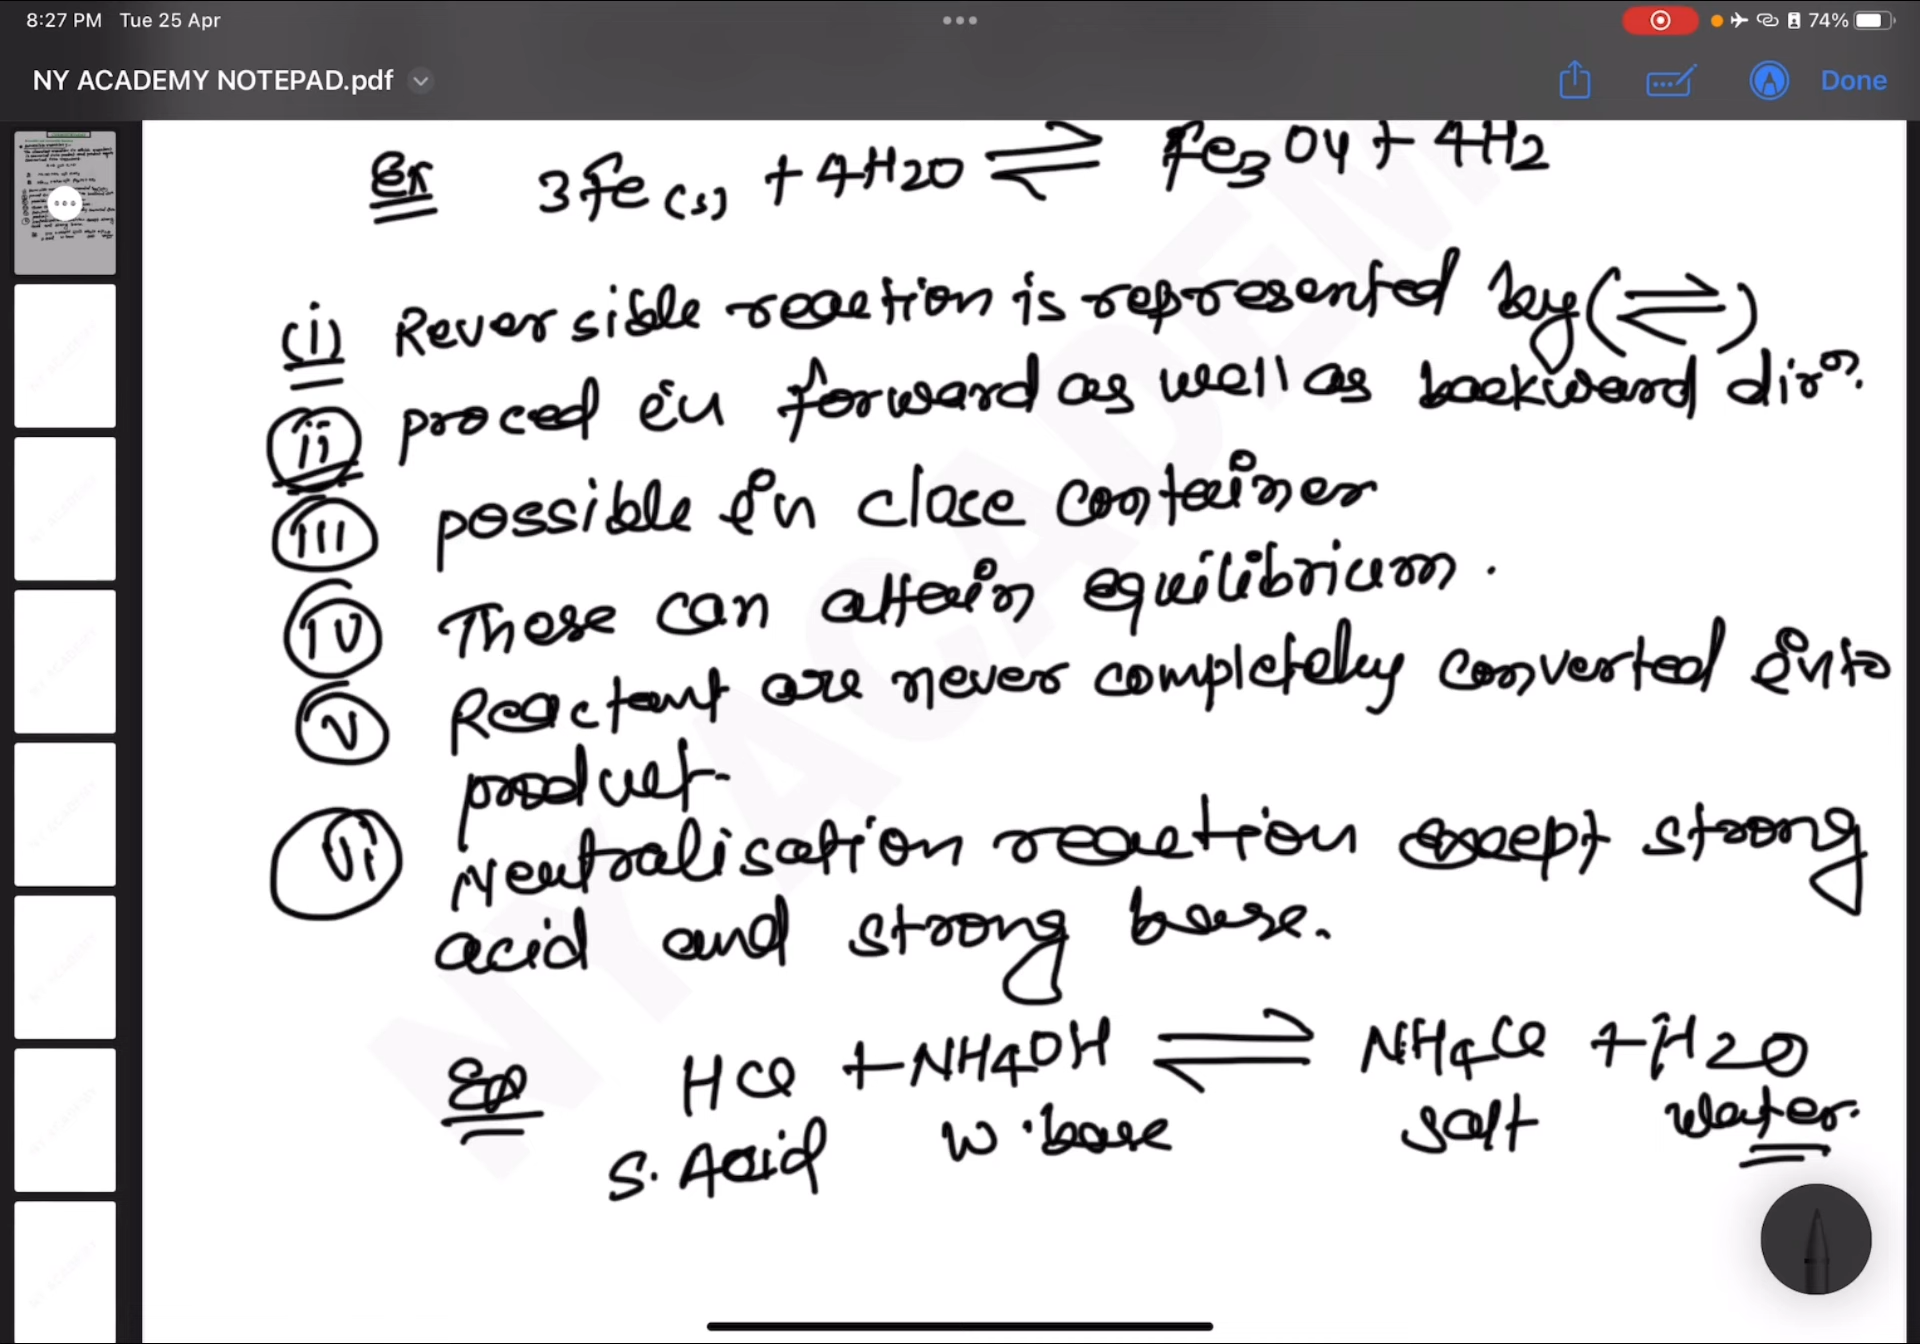 8:27 PM Tue 25 Apr
74%
NY ACADEMY NOTEPAD.pdf
Done
Ex 3Fe(s) + 4H2O ⇌ Fe3O4 + 4H2
(i) Reversible reaction is represented by (⇌)
(ii) proced in forward as well as backward dirⁿ.
(III) possible in close container
(IV) These can attain equilibrium.
(V) Reactant are never completely converted into
product
(Vi) Neutralisation reaction except strong
acid and strong base.
HCl + NH4OH ⇌ NH4Cl + H2O
S. Acid W. base salt water.
NY ACADEM